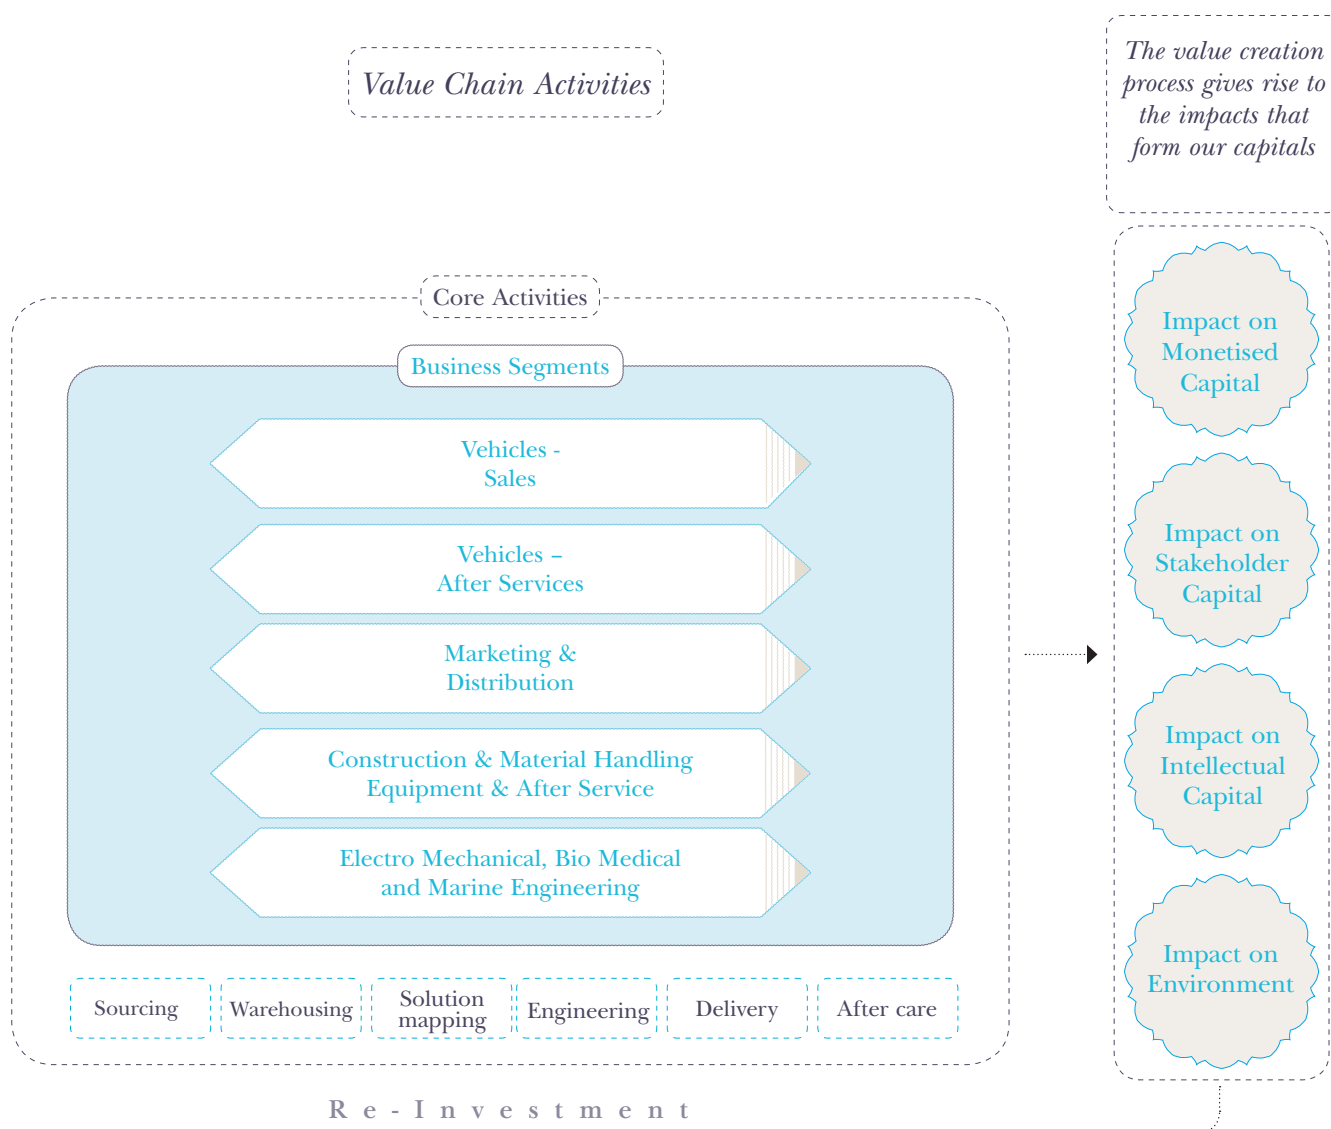 Value Chain Activities
The value creation
process gives rise to
the impacts that
form our capitals
Core Activities
Business Segments
Vehicles -
Sales
Vehicles –
After Services
Marketing &
Distribution
Construction & Material Handling
Equipment & After Service
Electro Mechanical, Bio Medical
and Marine Engineering
Sourcing
Warehousing
Solution
mapping
Engineering
Delivery
After care
Impact on
Monetised
Capital
Impact on
Stakeholder
Capital
Impact on
Intellectual
Capital
Impact on
Environment
Re-Investment